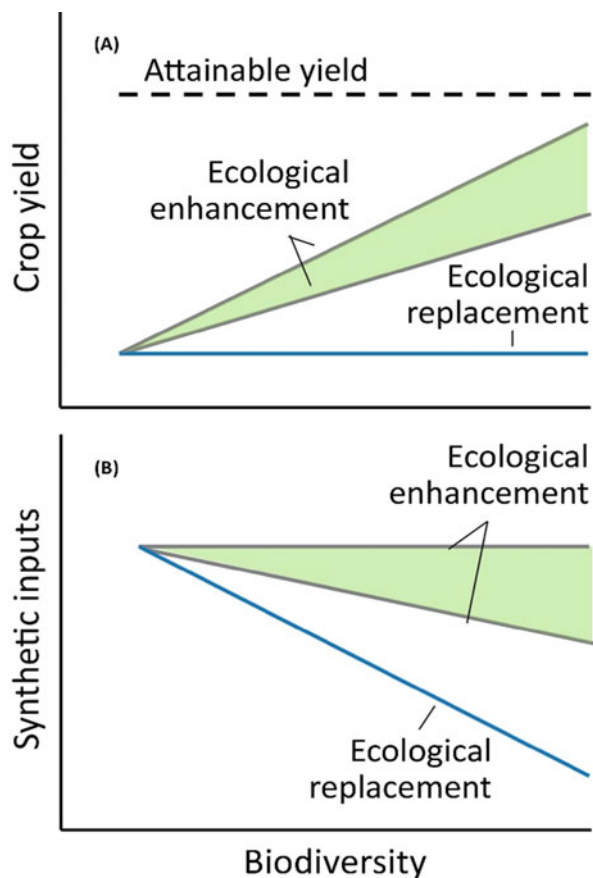 (A)
Attainable yield
Ecological
enhancement
Ecological
replacement
Crop yield
(B)
Ecological
enhancement
Ecological
replacement
Synthetic inputs
Biodiversity